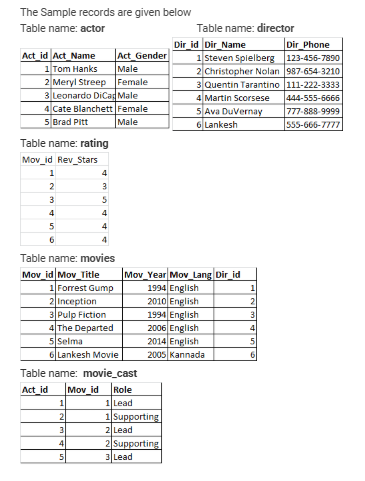 The Sample records are given below
Table name: actor
Act_id Act_Name Act_Gender
1 Tom Hanks Male
2 Meryl Streep Female
3 Leonardo DiCap Male
4 Cate Blanchett Female
5 Brad Pitt Male
Table name: director
Dir_id Dir_Name Dir_Phone
1 Steven Spielberg 123-456-7890
2 Christopher Nolan 987-654-3210
3 Quentin Tarantino 111-222-3333
4 Martin Scorsese 444-555-6666
5 Ava DuVernay 777-888-9999
6 Lankesh 555-666-7777
Table name: rating
Mov_id Rev_Stars
1 4
2 3
3 5
4 4
5 4
6 4
Table name: movies
Mov_id Mov_Title Mov_Year Mov_Lang Dir_id
1 Forrest Gump 1994 English 1
2 Inception 2010 English 2
3 Pulp Fiction 1994 English 3
4 The Departed 2006 English 4
5 Selma 2014 English 5
6 Lankesh Movie 2005 Kannada 6
Table name: movie_cast
Act_id Mov_id Role
1 1 Lead
2 1 Supporting
3 2 Lead
4 2 Supporting
5 3 Lead